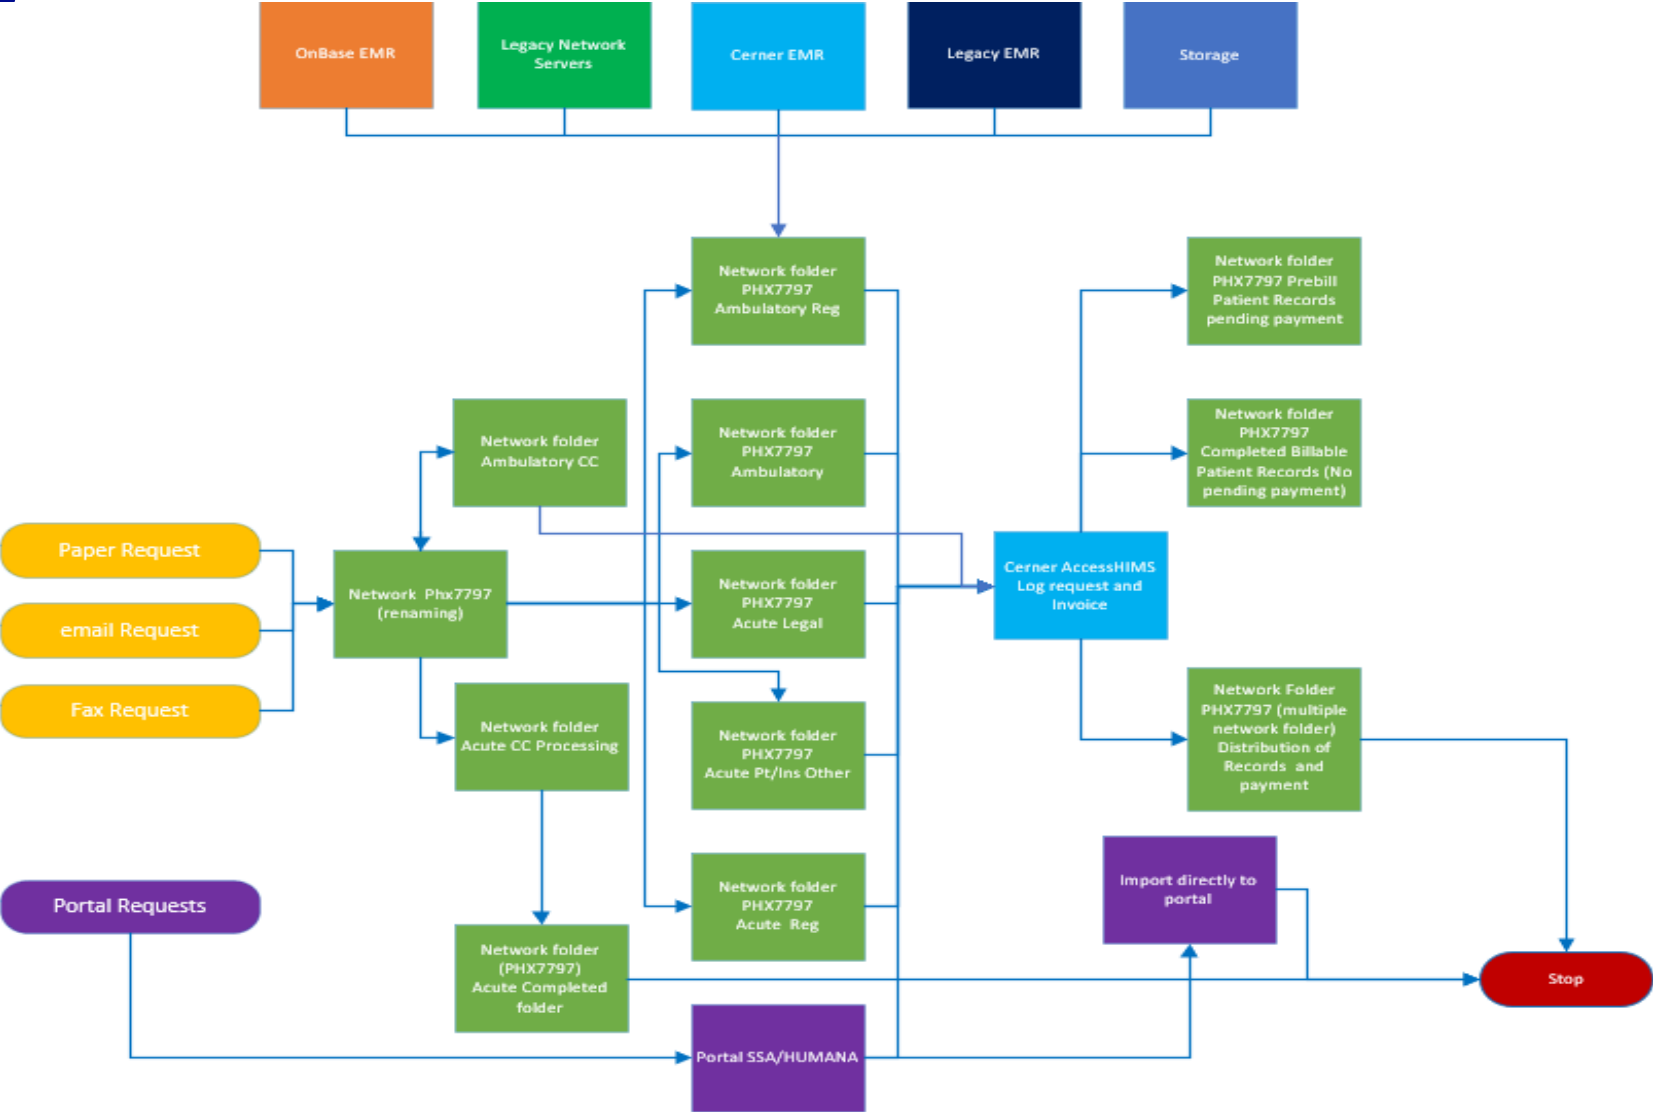 OnBase EMR
Legacy Network
Servers
Cerner EMR
Legacy EMR
Storage
Network folder
PHX7797
Ambulatory Reg
Network folder
PHX7797 Prebill
Patient Records
pending payment
Network folder
Ambulatory CC
Network folder
PHX7797
Ambulatory
Network folder
PHX7797
Completed Billable
Patient Records (No
pending payment)
Paper Request
email Request
Fax Request
Network Phx7797
(renaming)
Network folder
PHX7797
Acute Legal
Cerner AccessHIMS
Log request and
Invoice
Network folder
Acute CC Processing
Network folder
PHX7797
Acute Pt/Ins Other
Network Folder
PHX7797 (multiple
network folder)
Distribution of
Records and
payment
Portal Requests
Network folder
PHX7797
Acute Reg
Import directly to
portal
Network folder
(PHX7797)
Acute Completed
folder
Stop
Portal SSA/HUMANA